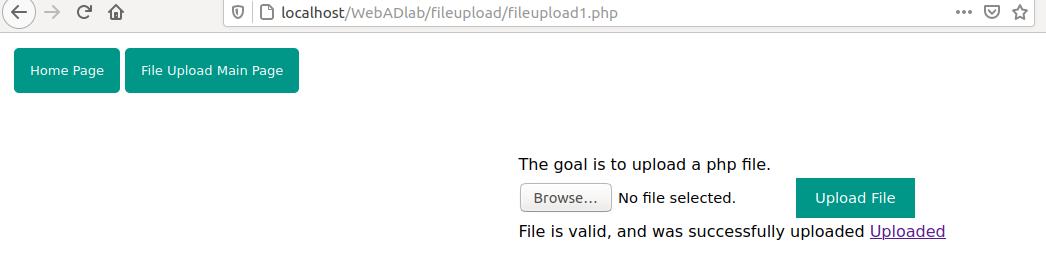 localhost/WebADlab/fileupload/fileupload1.php
Home Page File Upload Main Page
The goal is to upload a php file.
Browse... No file selected. Upload File
File is valid, and was successfully uploaded Uploaded